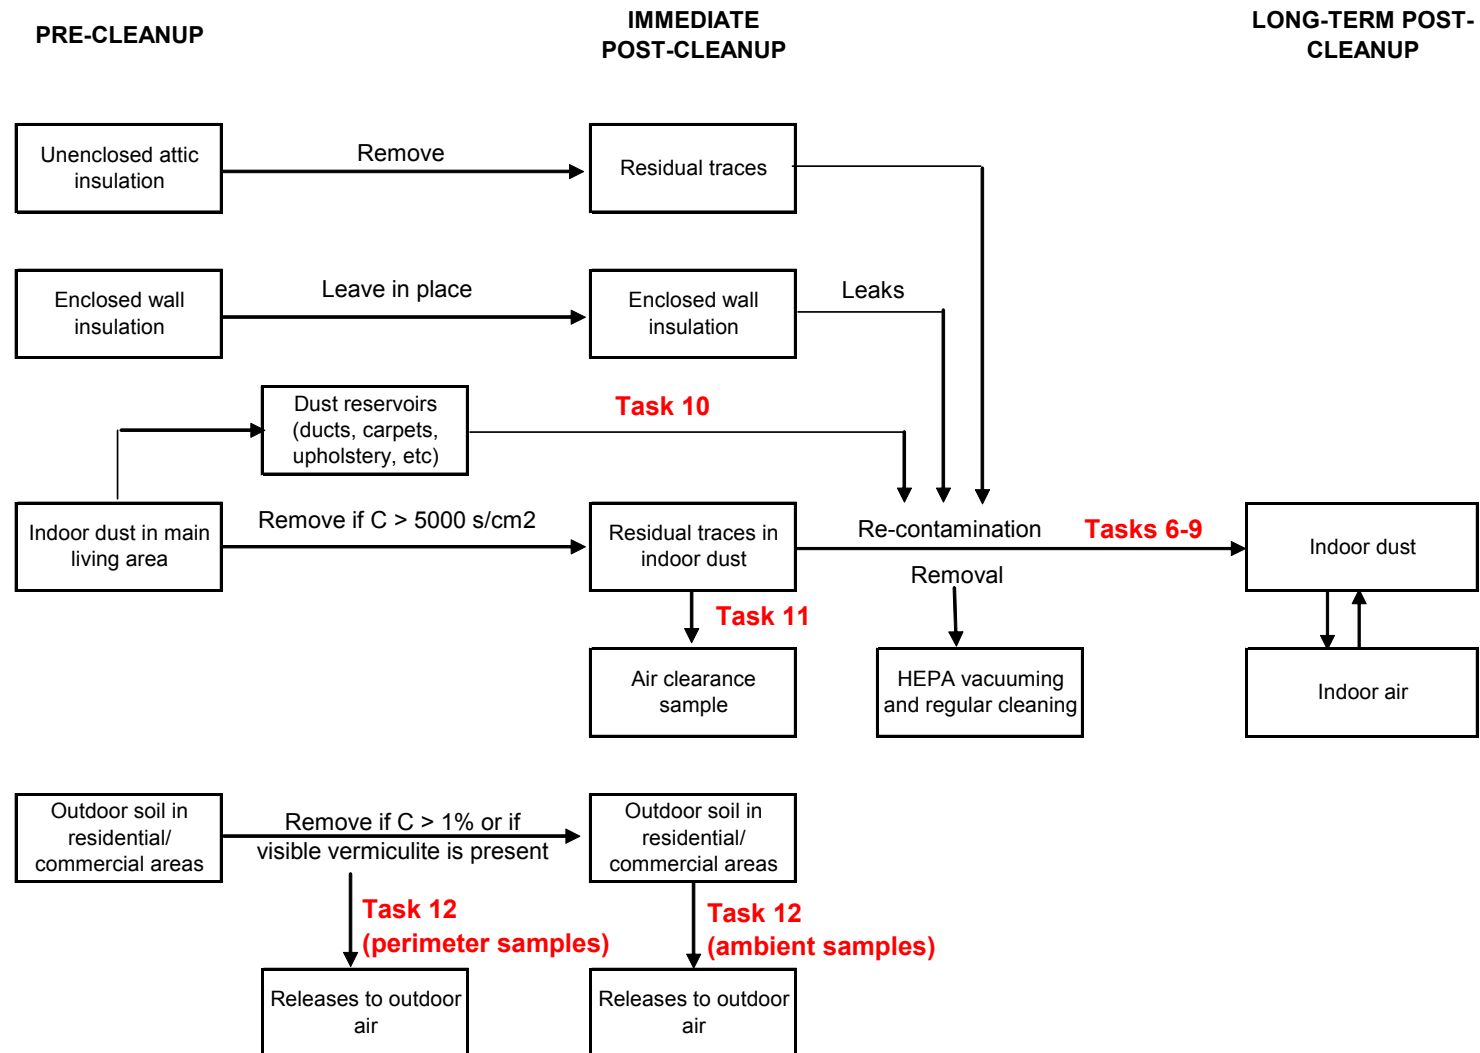 PRE-CLEANUP
IMMEDIATE
POST-CLEANUP
LONG-TERM POST-
CLEANUP
Unenclosed attic
insulation
Remove
Residual traces
Enclosed wall
insulation
Leave in place
Enclosed wall
insulation
Leaks
Dust reservoirs
(ducts, carpets,
upholstery, etc)
Task 10
Indoor dust in main
living area
Remove if C > 5000 s/cm2
Residual traces in
indoor dust
Re-contamination
Tasks 6-9
Removal
Indoor dust
Task 11
Air clearance
sample
HEPA vacuuming
and regular cleaning
Indoor air
Outdoor soil in
residential/
commercial areas
Remove if C > 1% or if
visible vermiculite is present
Outdoor soil in
residential/
commercial areas
Task 12
(perimeter samples)
Task 12
(ambient samples)
Releases to outdoor
air
Releases to outdoor
air